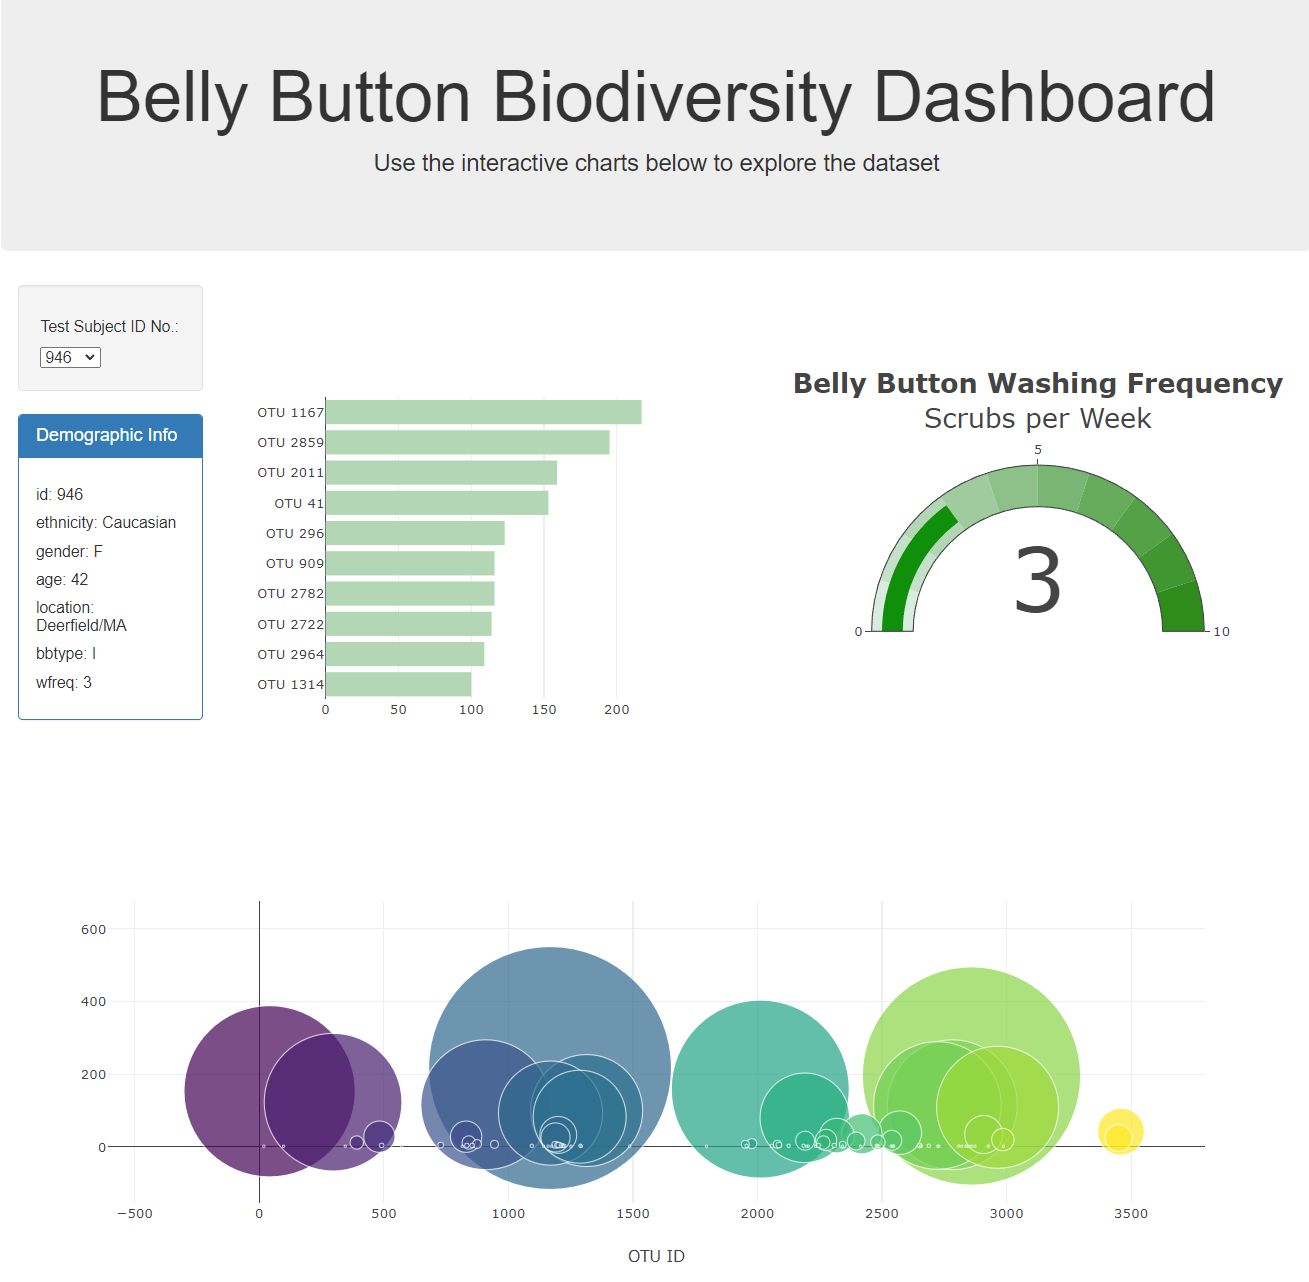 Belly Button Biodiversity Dashboard
Use the interactive charts below to explore the dataset
Test Subject ID No.:
946
Demographic Info
id: 946
ethnicity: Caucasian
gender: F
age: 42
location:
Deerfield/MA
bbtype: I
wfreq: 3
OTU 1167
OTU 2859
OTU 2011
OTU 41
OTU 296
OTU 909
OTU 2782
OTU 2722
OTU 2964
OTU 1314
0 50 100 150 200
Belly Button Washing Frequency
Scrubs per Week
5
3
0 10
600
400
200
0
−500 0 500 1000 1500 2000 2500 3000 3500
OTU ID